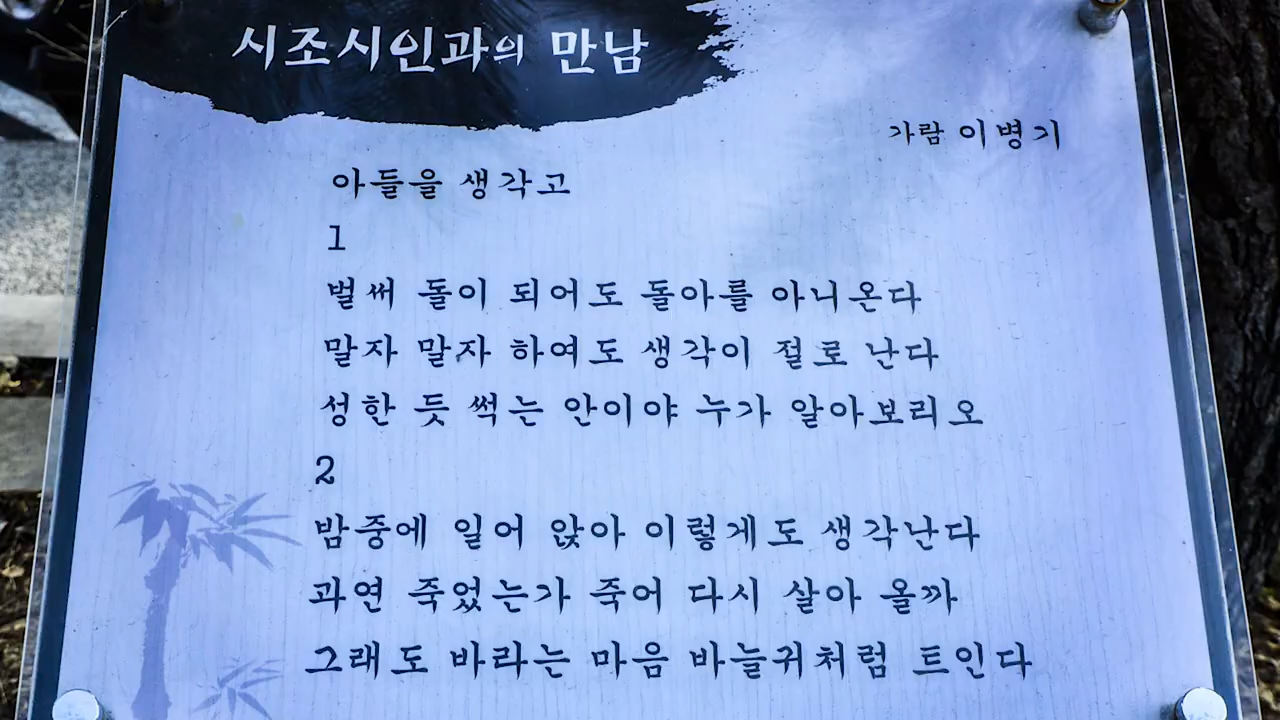 시조시인과의 만남
가람 이병기
아들을 생각고
1
벌써 돌이 되어도 돌아를 아니온다
말자 말자 하여도 생각이 절로 난다
성한 듯 썩는 안이야 누가 알아보리오
2
밤중에 일어 앉아 이렇게도 생각난다
과연 죽었는가 죽어 다시 살아 올까
그래도 바라는 마음 바늘귀처럼 트인다